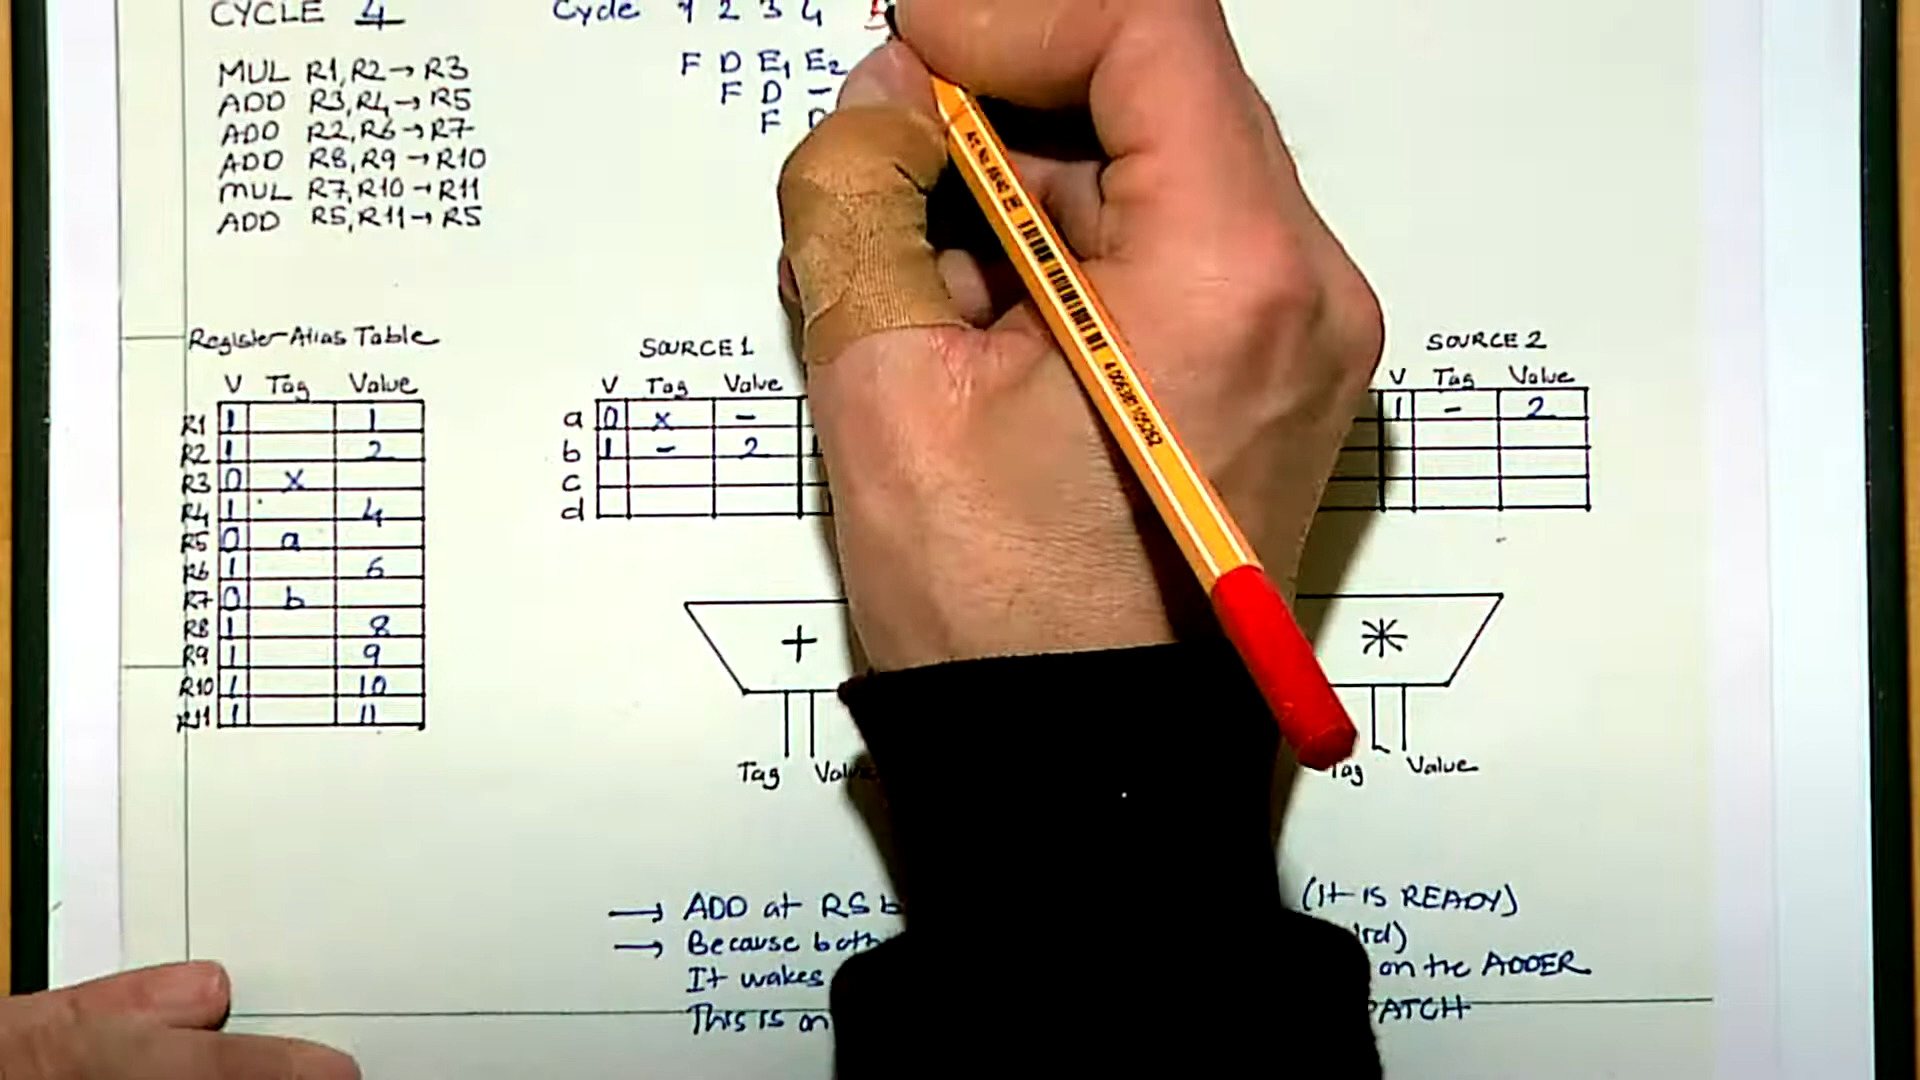 CYCLE 4
Cycle 1 2 3 4 5
MUL R1, R2 → R3 F D E1 E2
ADD R3, R4 → R5 F D -
ADD R2, R6 → R7 F D
ADD R8, R9 → R10
MUL R7, R10 → R11
ADD R5, R11 → R5
Register Alias Table
V Tag Value
R1 1 1
R2 1 2
R3 0 x
R4 1 4
R5 0 a
R6 1 6
R7 0 b
R8 1 8
R9 1 9
R10 1 10
R11 1 11
SOURCE 1
V Tag Value
a 0 x -
b 1 - 2 1
c
d
SOURCE 2
V Tag Value
1 - 2
+
Tag Value
*
Tag Value
→ ADD at RS b (It is READY)
→ Because both
It wakes on the ADDER
This is on